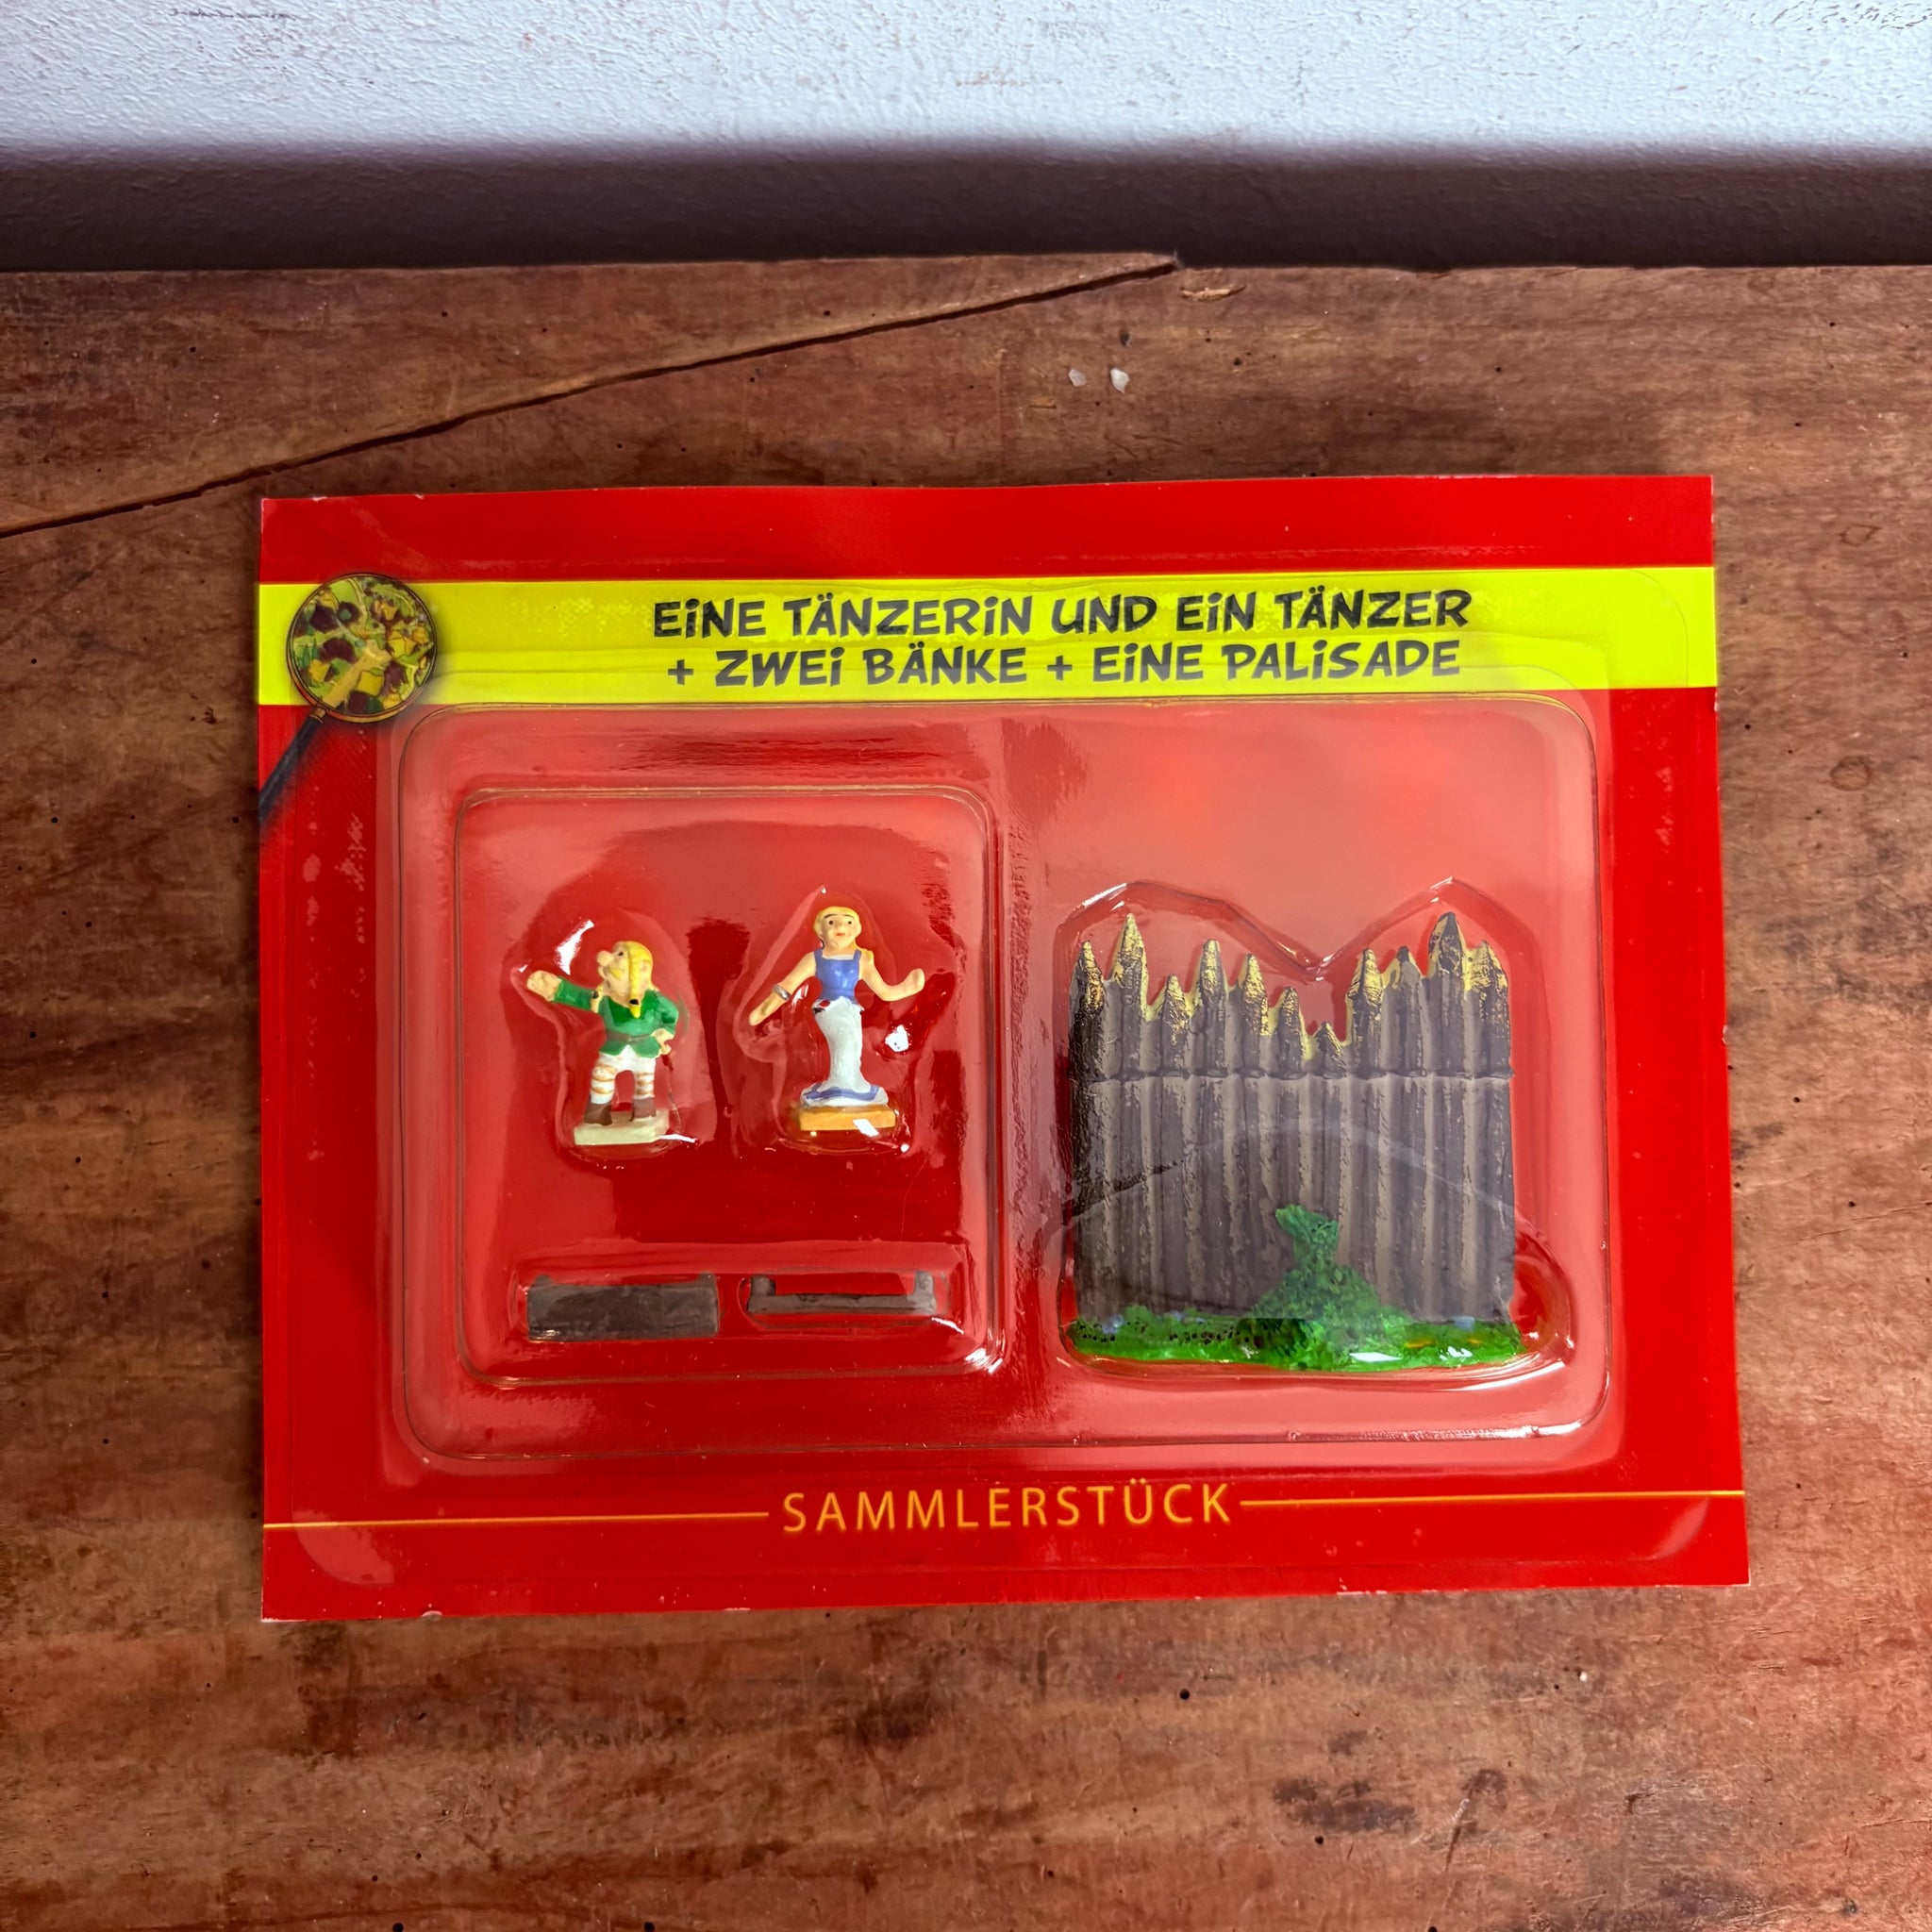 EiNE TÄNZERiN UND EiN TÄNZER
+ ZWEi BÄNKE + EiNE PALiSADE
SAMMLERSTÜCK